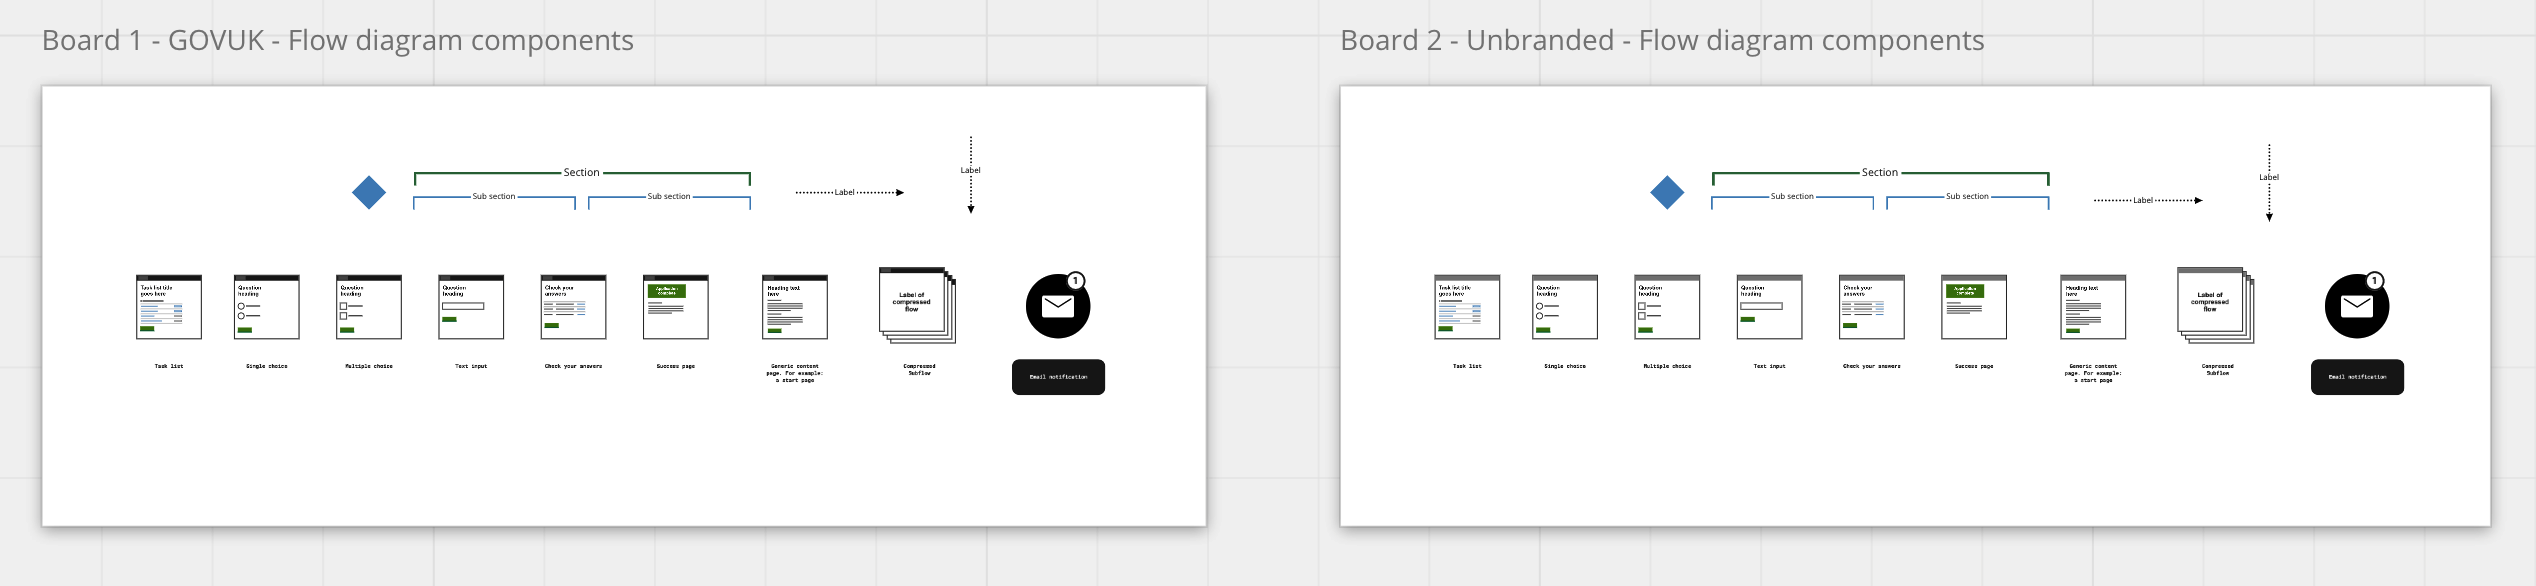 Board 1 - GOVUK - Flow diagram components
Section
Sub section
Sub section
Label
Label
Task list title
goes here
Question
heading
Question
heading
Question
heading
Check your
answers
Application
complete
Heading text
here
Label of
compressed
flow
1
Task list
Single choice
Multiple choice
Text input
Check your answers
Success page
Generic content
page. For example:
a start page
Compressed
Subflow
Email notification
Board 2 - Unbranded - Flow diagram components
Section
Sub section
Sub section
Label
Label
Task list title
goes here
Question
heading
Question
heading
Question
heading
Check your
answers
Application
complete
Heading text
here
Label of
compressed
flow
1
Task list
Single choice
Multiple choice
Text input
Check your answers
Success page
Generic content
page. For example:
a start page
Compressed
Subflow
Email notification